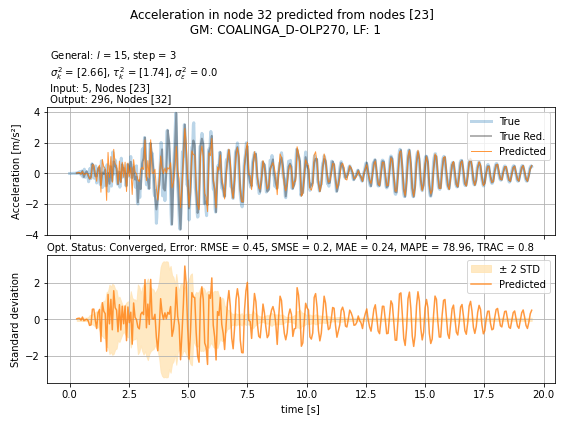 Acceleration in node 32 predicted from nodes [23]
GM: COALINGA_D-OLP270, LF: 1
General: l = 15, step = 3
σ²ₖ = [2.66], τ²ₖ = [1.74], σ²ε = 0.0
Input: 5, Nodes [23]
Output: 296, Nodes [32]
Acceleration [m/s²]
4
2
0
−2
−4
True
True Red.
Predicted
Opt. Status: Converged, Error: RMSE = 0.45, SMSE = 0.2, MAE = 0.24, MAPE = 78.96, TRAC = 0.8
Standard deviation
2
0
−2
± 2 STD
Predicted
0.0 2.5 5.0 7.5 10.0 12.5 15.0 17.5 20.0
time [s]